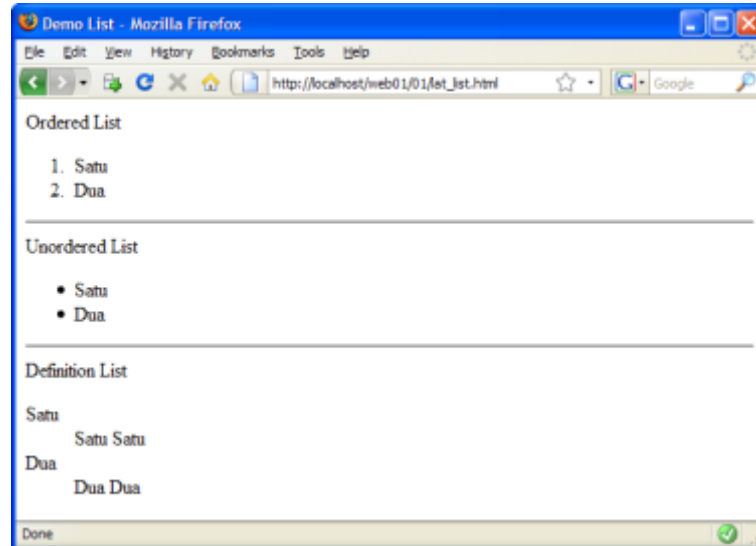 Demo List - Mozilla Firefox
File Edit View History Bookmarks Tools Help
http://localhost/web01/01/lat_list.html G Google
Ordered List
1. Satu
2. Dua
Unordered List
• Satu
• Dua
Definition List
Satu
Satu Satu
Dua
Dua Dua
Done